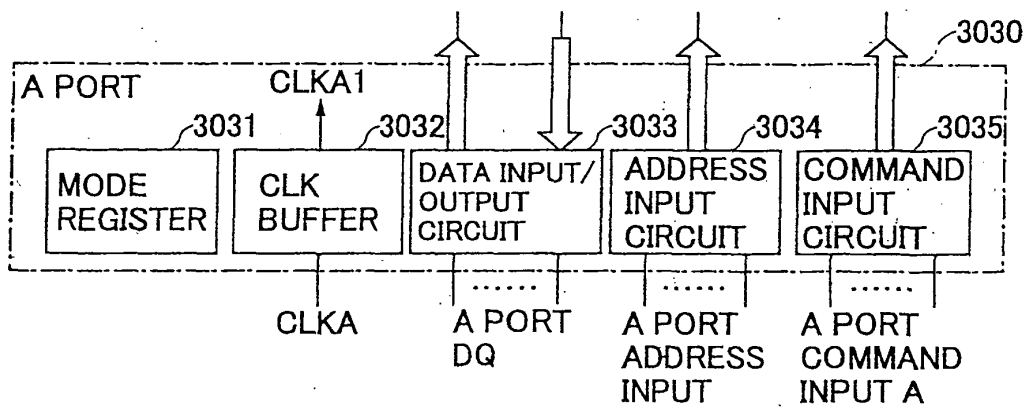 3030
A PORT
CLKA1
3031
3032
3033
3034
3035
MODE
REGISTER
CLK
BUFFER
DATA INPUT/
OUTPUT
CIRCUIT
ADDRESS
INPUT
CIRCUIT
COMMAND
INPUT
CIRCUIT
CLKA
A PORT
DQ
A PORT
ADDRESS
INPUT
A PORT
COMMAND
INPUT A